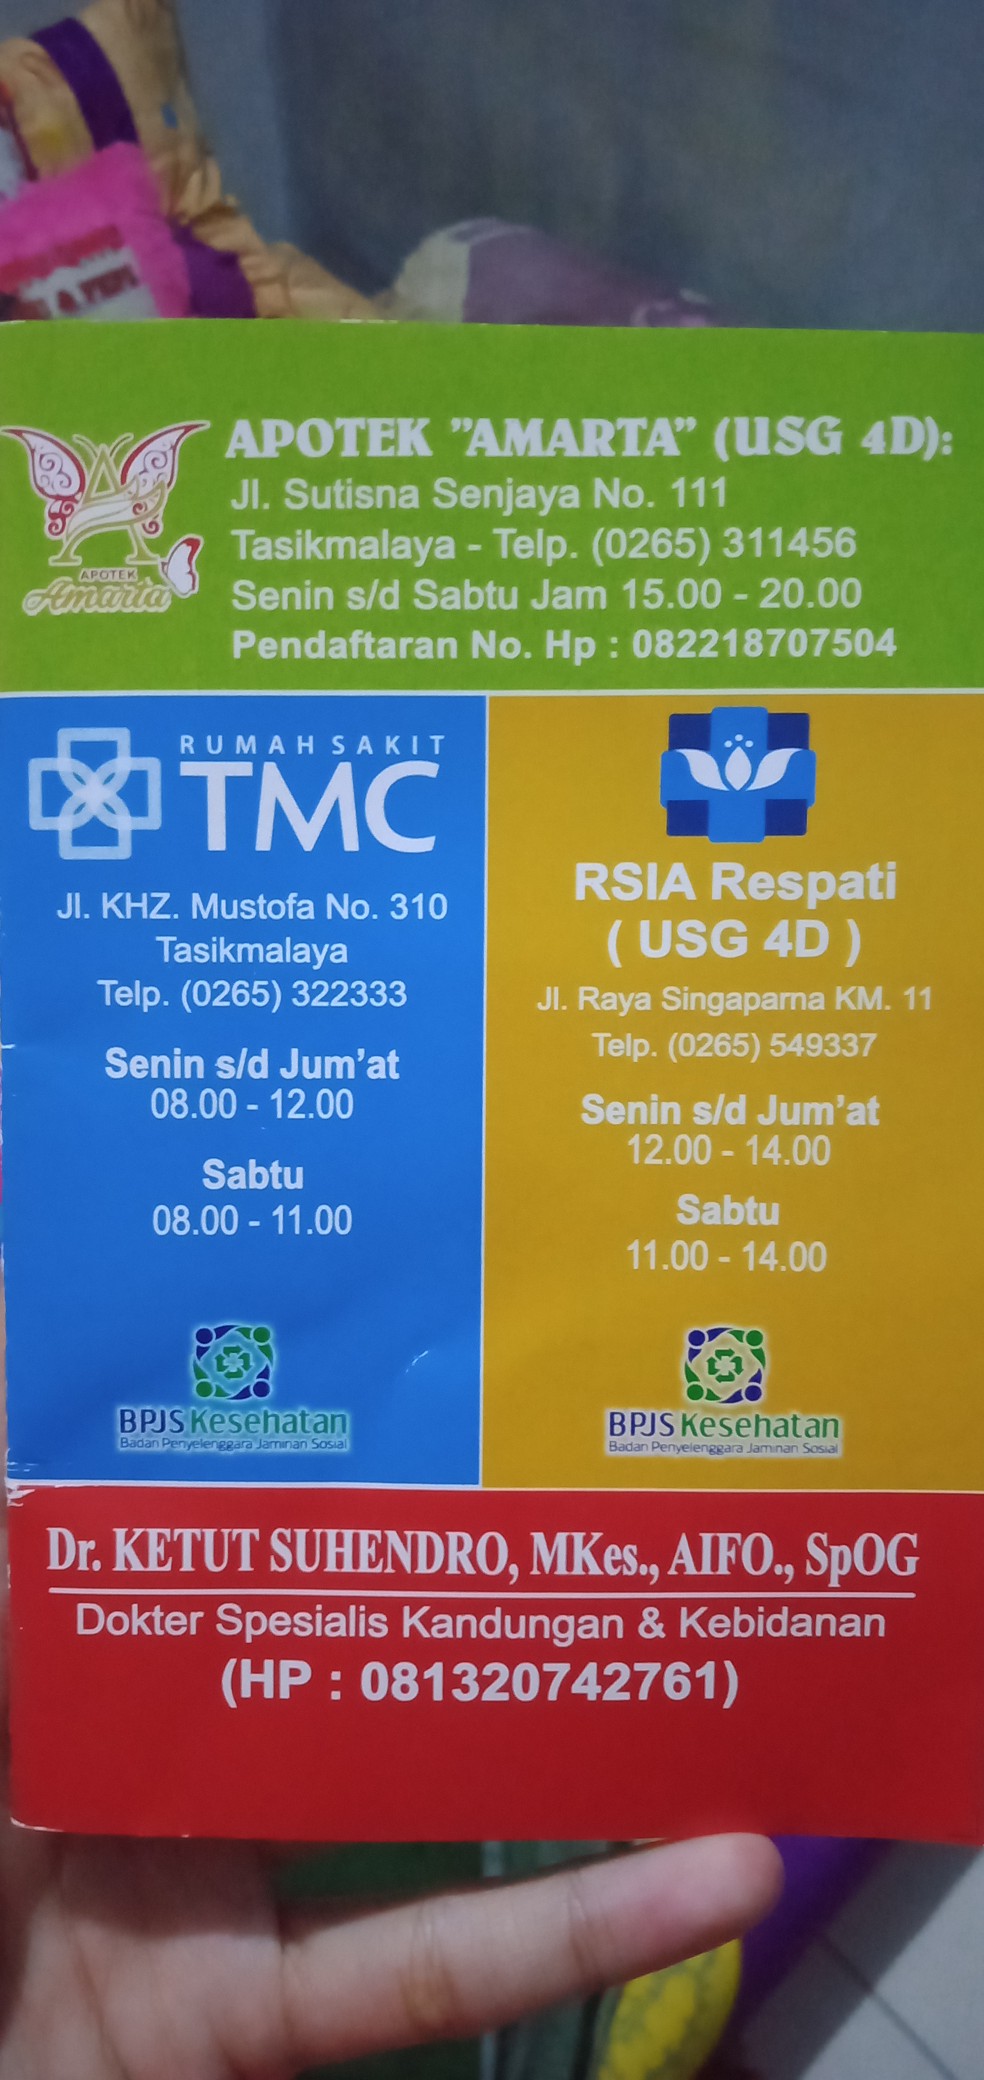 APOTEK "AMARTA" (USG 4D):
Jl. Sutisna Senjaya No. 111
Tasikmalaya - Telp. (0265) 311456
Senin s/d Sabtu Jam 15.00 - 20.00
Pendaftaran No. Hp : 082218707504
APOTEK
Amarta
RUMAH SAKIT
TMC
Jl. KHZ. Mustofa No. 310
Tasikmalaya
Telp. (0265) 322333
Senin s/d Jum'at
08.00 - 12.00
Sabtu
08.00 - 11.00
BPJS Kesehatan
Badan Penyelenggara Jaminan Sosial
RSIA Respati
( USG 4D )
Jl. Raya Singaparna KM. 11
Telp. (0265) 549337
Senin s/d Jum'at
12.00 - 14.00
Sabtu
11.00 - 14.00
BPJS Kesehatan
Badan Penyelenggara Jaminan Sosial
Dr. KETUT SUHENDRO, MKes., AIFO., SpOG
Dokter Spesialis Kandungan & Kebidanan
(HP : 081320742761)